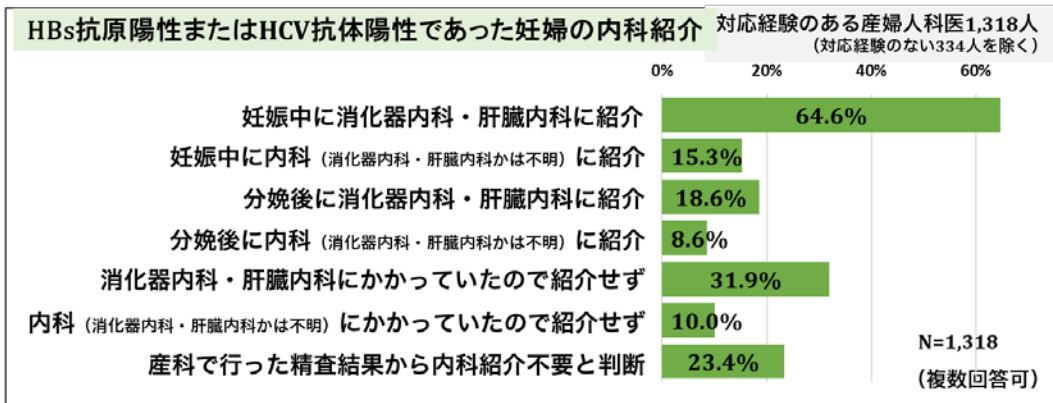 HBs抗原陽性またはHCV抗体陽性であった妊婦の内科紹介
対応経験のある産婦人科医1,318人
（対応経験のない334人を除く）
0% 20% 40% 60%
妊娠中に消化器内科・肝臓内科に紹介 64.6%
妊娠中に内科（消化器内科・肝臓内科かは不明）に紹介 15.3%
分娩後に消化器内科・肝臓内科に紹介 18.6%
分娩後に内科（消化器内科・肝臓内科かは不明）に紹介 8.6%
消化器内科・肝臓内科にかかっていたので紹介せず 31.9%
内科（消化器内科・肝臓内科かは不明）にかかっていたので紹介せず 10.0%
産科で行った精査結果から内科紹介不要と判断 23.4%
N=1,318
（複数回答可）